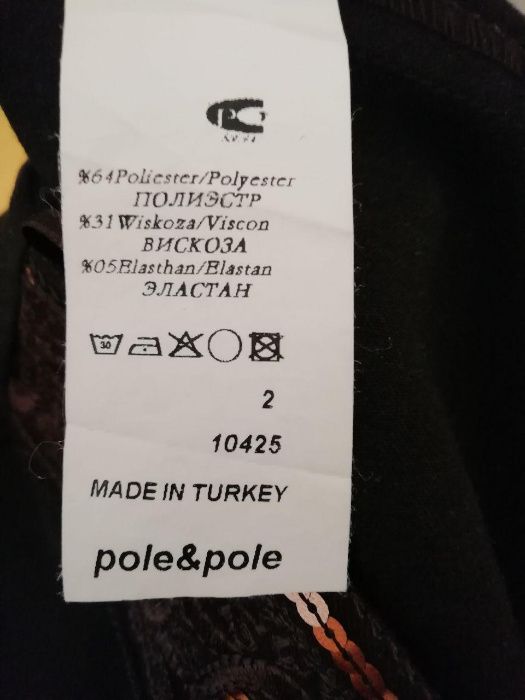 %64Poliester/Polyester
ПОЛИЭСТР
%31Wiskoza/Viscon
ВИСКОЗА
%05Elasthan/Elastan
ЭЛАСТАН
30
2
10425
MADE IN TURKEY
pole&pole